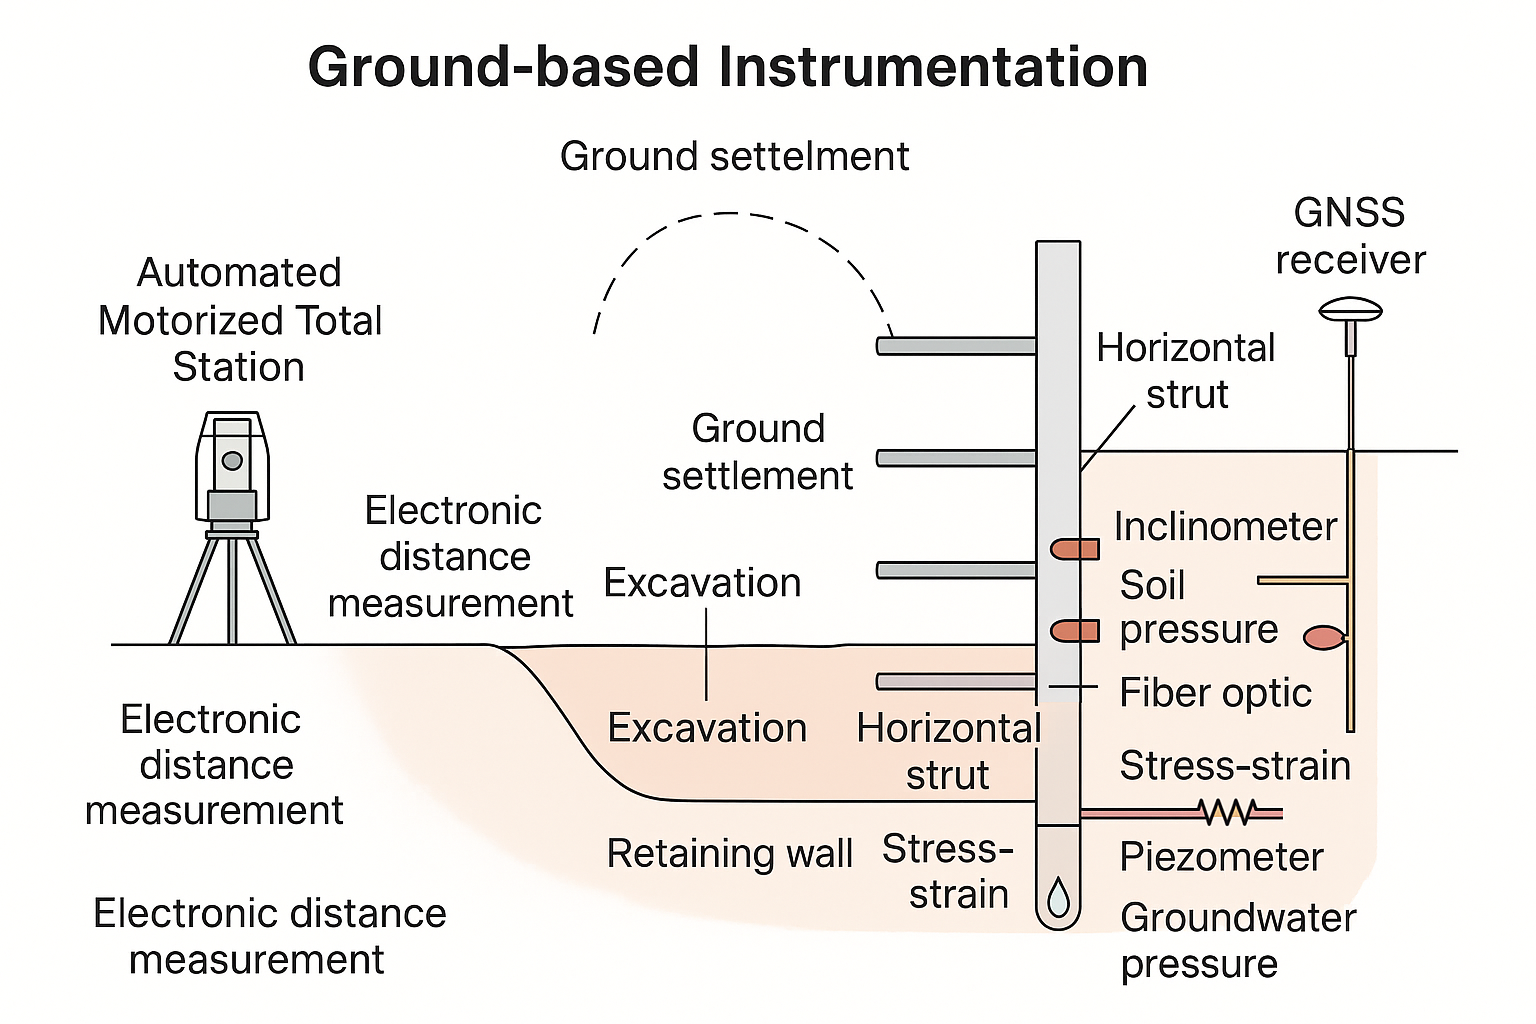 Ground-based Instrumentation
Ground settelment
GNSS
receiver
Automated
Motorized Total
Station
Horizontal
strut
Ground
settlement
Electronic
distance
measurement
Excavation
Inclinometer
Soil
pressure
Fiber optic
Electronic
distance
measuremıent
Excavation
Horizontal
strut
Stress-strain
Retaining wall
Stress-
strain
Piezometer
Electronic distance
measurement
Groundwater
pressure